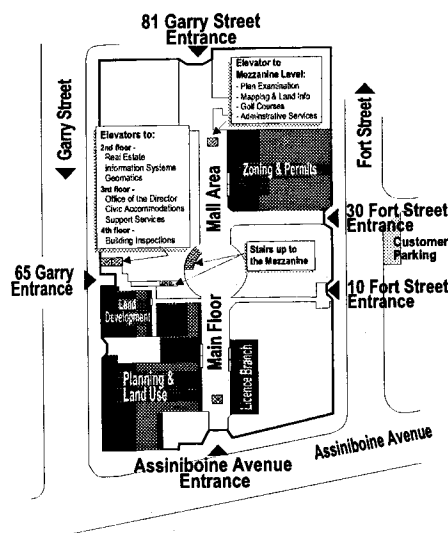 81 Garry Street
Entrance
Elevator to
Mezzanine Level:
- Plan Examination
- Mapping & Land Info
- Golf Courses
- Adminstrative Services
Garry Street
Fort Street
Elevators to:
2nd floor -
Real Estate
Information Systems
Geomatics
3rd floor -
Office of the Director
Civic Accommodations
Support Services
4th floor -
Building Inspections
Zoning & Permits
Mall Area
30 Fort Street
Entrance
Customer
Parking
Stairs up to
the Mezzanine
65 Garry
Entrance
10 Fort Street
Entrance
Land
Development
Main Floor
Planning &
Land Use
Licence Branch
Assiniboine Avenue
Entrance
Assiniboine Avenue